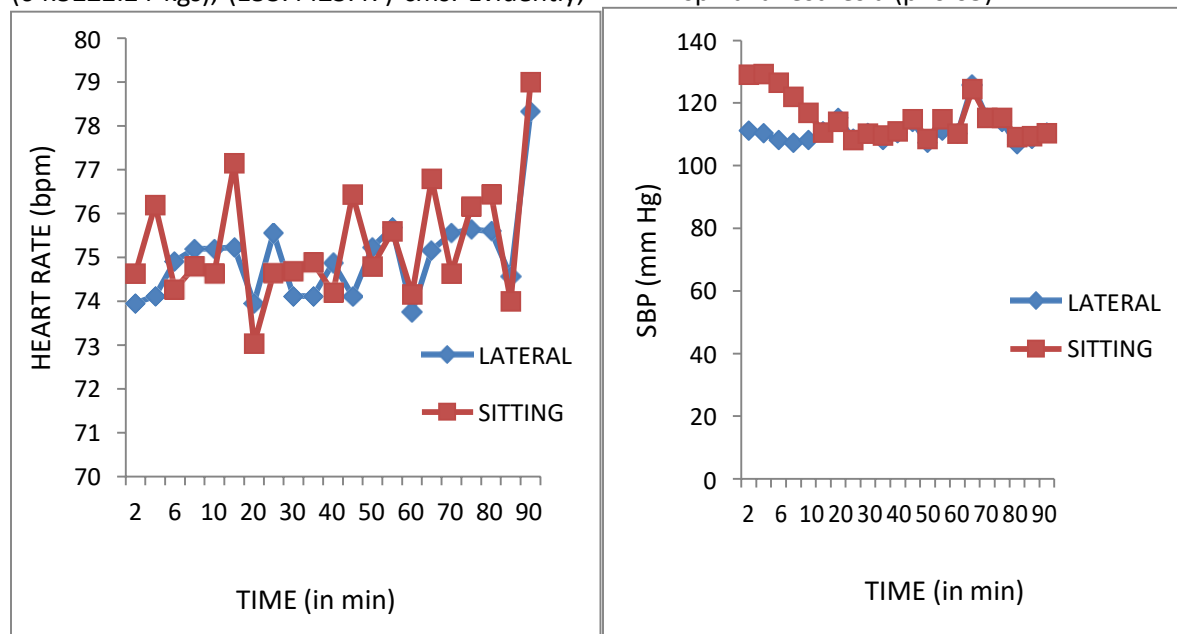 kgs), cms. Evidently,
80
79
78
77
76
75
74
73
72
71
70
HEART RATE (bpm)
LATERAL
SITTING
2 6 10 20 30 40 50 60 70 80 90
TIME (in min)
140
120
100
80
60
40
20
0
SBP (mm Hg)
LATERAL
SITTING
2 6 10 20 30 40 50 60 70 80 90
TIME (in min)